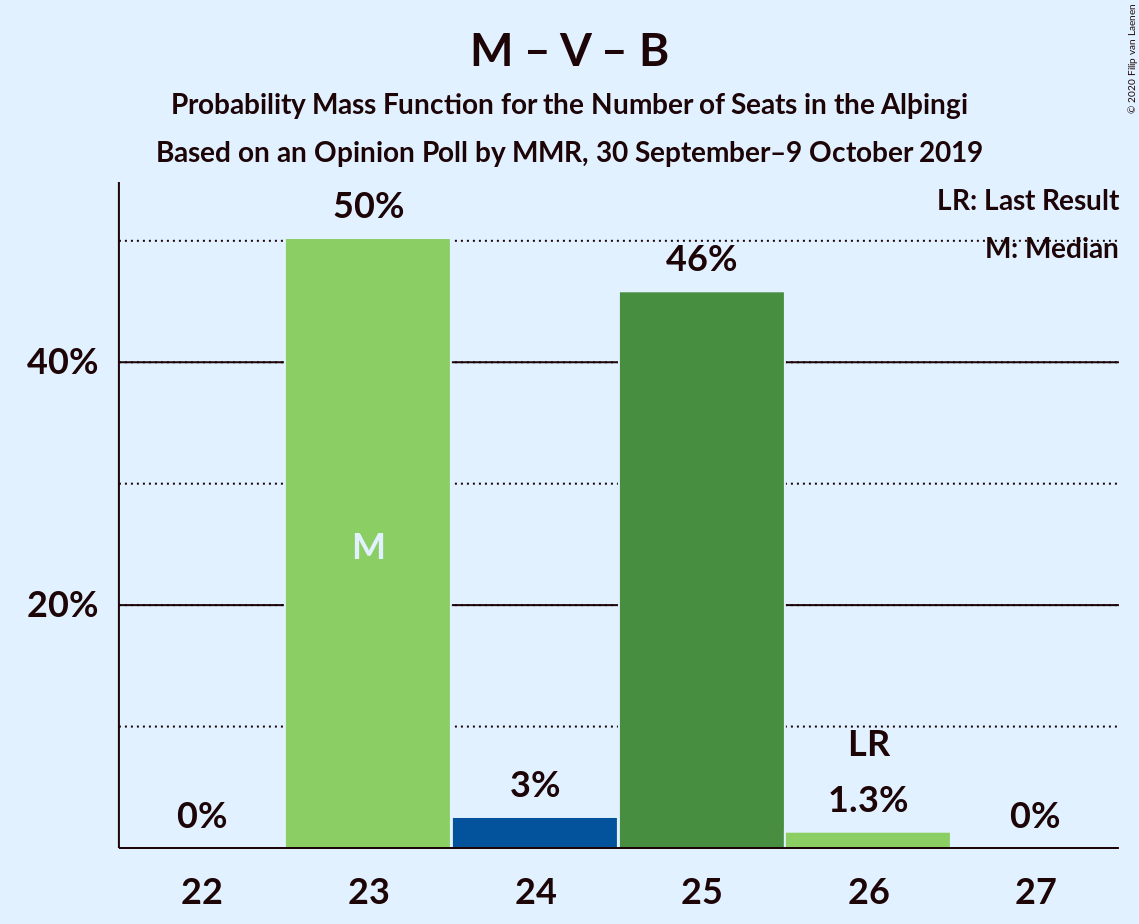 M – V – B
Probability Mass Function for the Number of Seats in the Alþingi
Based on an Opinion Poll by MMR, 30 September–9 October 2019
© 2020 Filip van Laenen
LR: Last Result
M: Median
50%
46%
40%
M
20%
LR
0%
3%
1.3%
0%
22 23 24 25 26 27